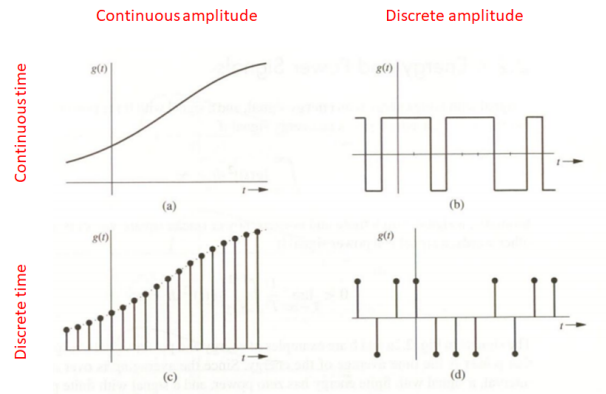 Continuous amplitude
Discrete amplitude
Continuous time
g(t)
t
(a)
g(t)
t
(b)
Discrete time
g(t)
t
(c)
g(t)
t
(d)